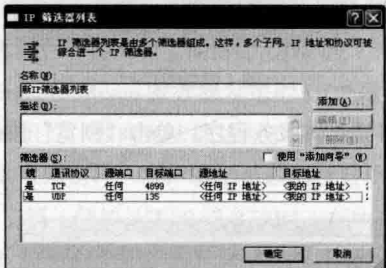 IP 筛选器列表
IP 筛选器列表是由多个筛选器组成。这样，多个子网、IP 地址和协议可被
综合进一个 IP 筛选器。
名称(N):
新IP筛选器列表
描述(D):
添加(A)...
编辑(E)...
删除(R)
筛选器(S):
使用“添加向导”(W)
镜 通讯协议 源端口 目标端口 源地址 目标地址
是 TCP 任何 4899 <任何 IP 地址> <我的 IP 地址>
是 UDP 任何 135 <任何 IP 地址> <我的 IP 地址>
确定 取消